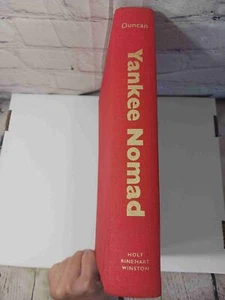 Duncan
Yankee Nomad
HOLT
RINEHART
WINSTON